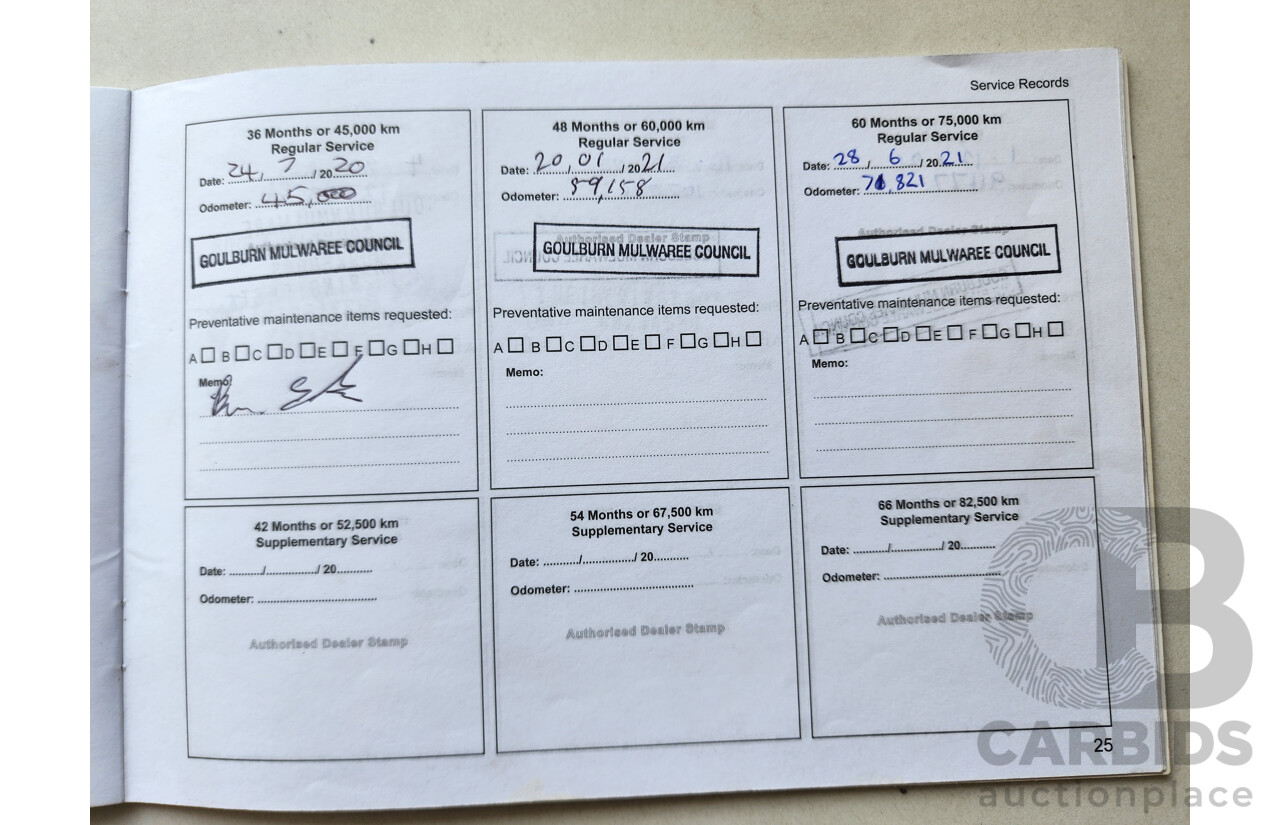 Service Records
36 Months or 45,000 km
Regular Service
Date: 24, 7 / 20 20
Odometer: 45,000
GOULBURN MULWAREE COUNCIL
Preventative maintenance items requested:
A B C D E F G H
Memo:
48 Months or 60,000 km
Regular Service
Date: 20, 01 / 20 21
Odometer: 59,158
Authorised Dealer Stamp
GOULBURN MULWAREE COUNCIL
Preventative maintenance items requested:
A B C D E F G H
Memo:
60 Months or 75,000 km
Regular Service
Date: 28, 6 / 20 21
Odometer: 71,821
Authorised Dealer Stamp
GOULBURN MULWAREE COUNCIL
Preventative maintenance items requested:
A B C D E F G H
Memo:
42 Months or 52,500 km
Supplementary Service
Date: ........../................/ 20...........
Odometer: .....................................
Authorised Dealer Stamp
54 Months or 67,500 km
Supplementary Service
Date: ........../................/ 20...........
Odometer: .....................................
Authorised Dealer Stamp
66 Months or 82,500 km
Supplementary Service
Date: ........../................/ 20...........
Odometer: .....................................
Authorised Dealer Stamp
25
CB
CARBIDS
auctionplace